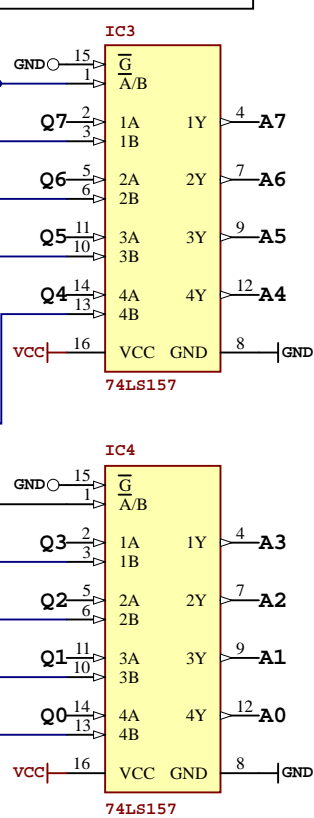 IC3
GND 15 G̅
1 A̅/B
Q7 2 1A 1Y 4 A7
3 1B
Q6 5 2A 2Y 7 A6
6 2B
Q5 11 3A 3Y 9 A5
10 3B
Q4 14 4A 4Y 12 A4
13 4B
VCC 16 VCC GND 8 GND
74LS157
IC4
GND 15 G̅
1 A̅/B
Q3 2 1A 1Y 4 A3
3 1B
Q2 5 2A 2Y 7 A2
6 2B
Q1 11 3A 3Y 9 A1
10 3B
Q0 14 4A 4Y 12 A0
13 4B
VCC 16 VCC GND 8 GND
74LS157